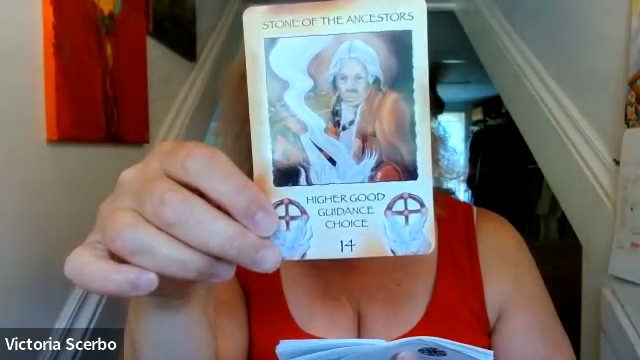 STONE OF THE ANCESTORS
HIGHER GOOD
GUIDANCE
CHOICE
14
Victoria Scerbo